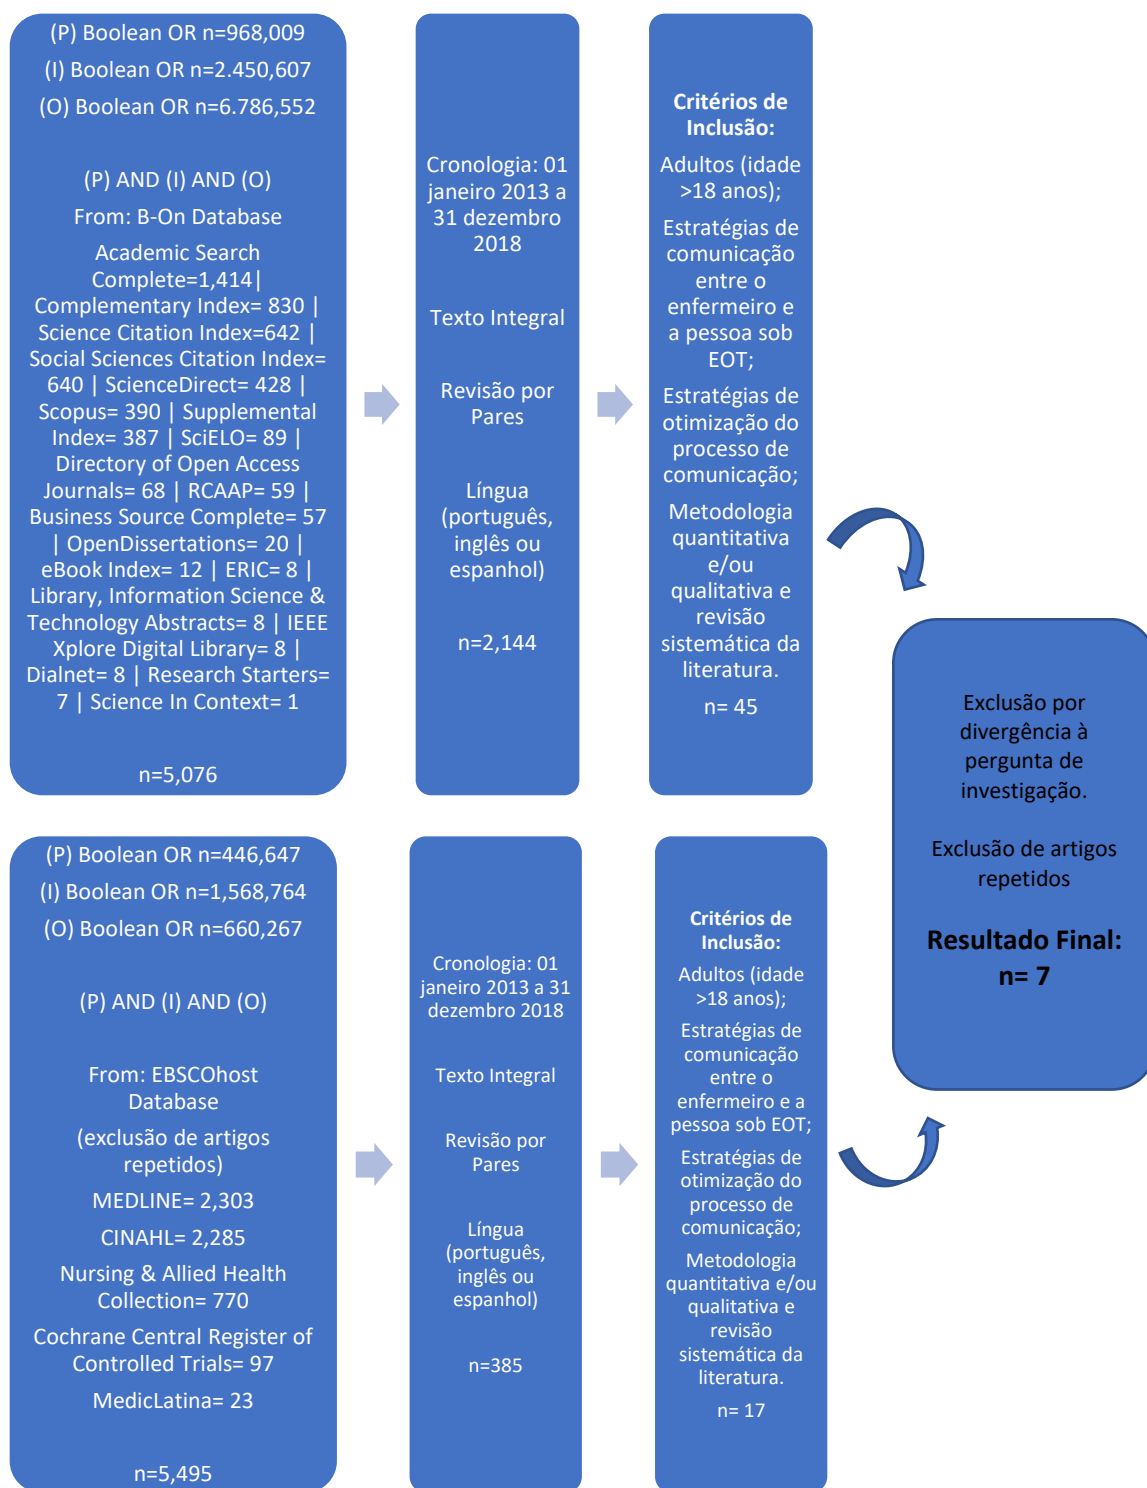 (P) Boolean OR n=968,009
(I) Boolean OR n=2.450,607
(O) Boolean OR n=6.786,552
(P) AND (I) AND (O)
From: B-On Database
Academic Search
Complete=1,414|
Complementary Index= 830 |
Science Citation Index=642 |
Social Sciences Citation Index=
640 | ScienceDirect= 428 |
Scopus= 390 | Supplemental
Index= 387 | SciELO= 89 |
Directory of Open Access
Journals= 68 | RCAAP= 59 |
Business Source Complete= 57
| OpenDissertations= 20 |
eBook Index= 12 | ERIC= 8 |
Library, Information Science &
Technology Abstracts= 8 | IEEE
Xplore Digital Library= 8 |
Dialnet= 8 | Research Starters=
7 | Science In Context= 1
n=5,076
Cronologia: 01
janeiro 2013 a
31 dezembro
2018
Texto Integral
Revisão por
Pares
Língua
(português,
inglês ou
espanhol)
n=2,144
Critérios de
Inclusão:
Adultos (idade
>18 anos);
Estratégias de
comunicação
entre o
enfermeiro e
a pessoa sob
EOT;
Estratégias de
otimização do
processo de
comunicação;
Metodologia
quantitativa
e/ou
qualitativa e
revisão
sistemática da
literatura.
n= 45
(P) Boolean OR n=446,647
(I) Boolean OR n=1,568,764
(O) Boolean OR n=660,267
(P) AND (I) AND (O)
From: EBSCOhost
Database
(exclusão de artigos
repetidos)
MEDLINE= 2,303
CINAHL= 2,285
Nursing & Allied Health
Collection= 770
Cochrane Central Register of
Controlled Trials= 97
MedicLatina= 23
n=5,495
Cronologia: 01
janeiro 2013 a 31
dezembro 2018
Texto Integral
Revisão por
Pares
Língua
(português,
inglês ou
espanhol)
n=385
Critérios de
Inclusão:
Adultos (idade
>18 anos);
Estratégias de
comunicação
entre o
enfermeiro e a
pessoa sob EOT;
Estratégias de
otimização do
processo de
comunicação;
Metodologia
quantitativa e/ou
qualitativa e
revisão
sistemática da
literatura.
n= 17
Exclusão por
divergência à
pergunta de
investigação.
Exclusão de artigos
repetidos
Resultado Final:
n= 7